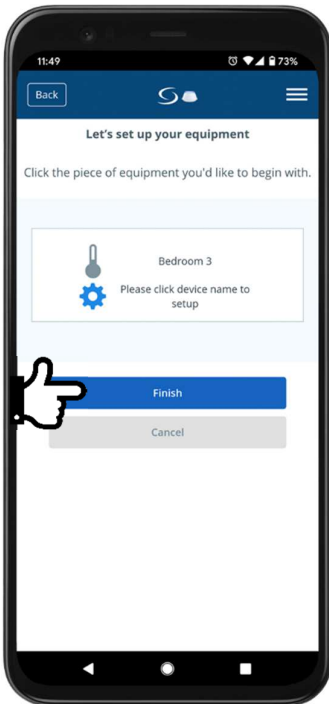 11:49 73%
Back
Let's set up your equipment
Click the piece of equipment you'd like to begin with.
Bedroom 3
Please click device name to
setup
Finish
Cancel